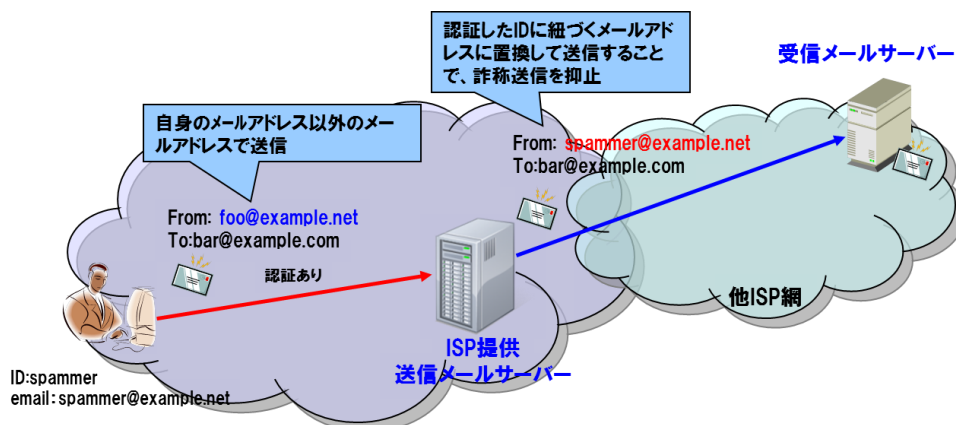 認証したIDに紐づくメールアド
レスに置換して送信すること
で、詐称送信を抑止
受信メールサーバー
自身のメールアドレス以外のメー
ルアドレスで送信
From: spammer@example.net
To:bar@example.com
From: foo@example.net
To:bar@example.com
認証あり
他ISP網
ISP提供
送信メールサーバー
ID:spammer
email：spammer@example.net